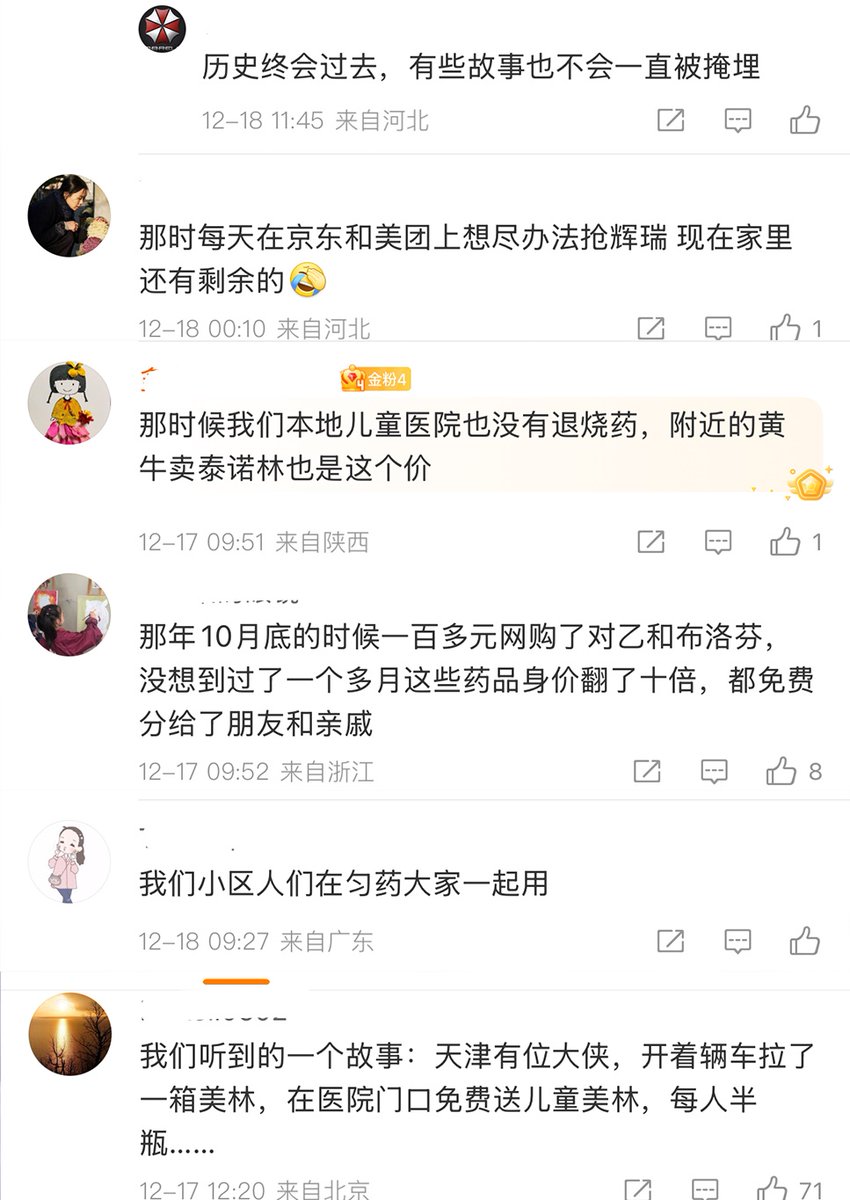 历史终会过去，有些故事也不会一直被掩埋
12-18 11:45 来自河北
那时每天在京东和美团上想尽办法抢辉瑞 现在家里
还有剩余的
12-18 00:10 来自河北
1
金粉4
那时候我们本地儿童医院也没有退烧药，附近的黄
牛卖泰诺林也是这个价
12-17 09:51 来自陕西
1
那年10月底的时候一百多元网购了对乙和布洛芬，
没想到过了一个多月这些药品身价翻了十倍，都免费
分给了朋友和亲戚
12-17 09:52 来自浙江
8
我们小区人们在匀药大家一起用
12-18 09:27 来自广东
我们听到的一个故事：天津有位大侠，开着辆车拉了
一箱美林，在医院门口免费送儿童美林，每人半
瓶……
12-17 12:20 来自北京
71